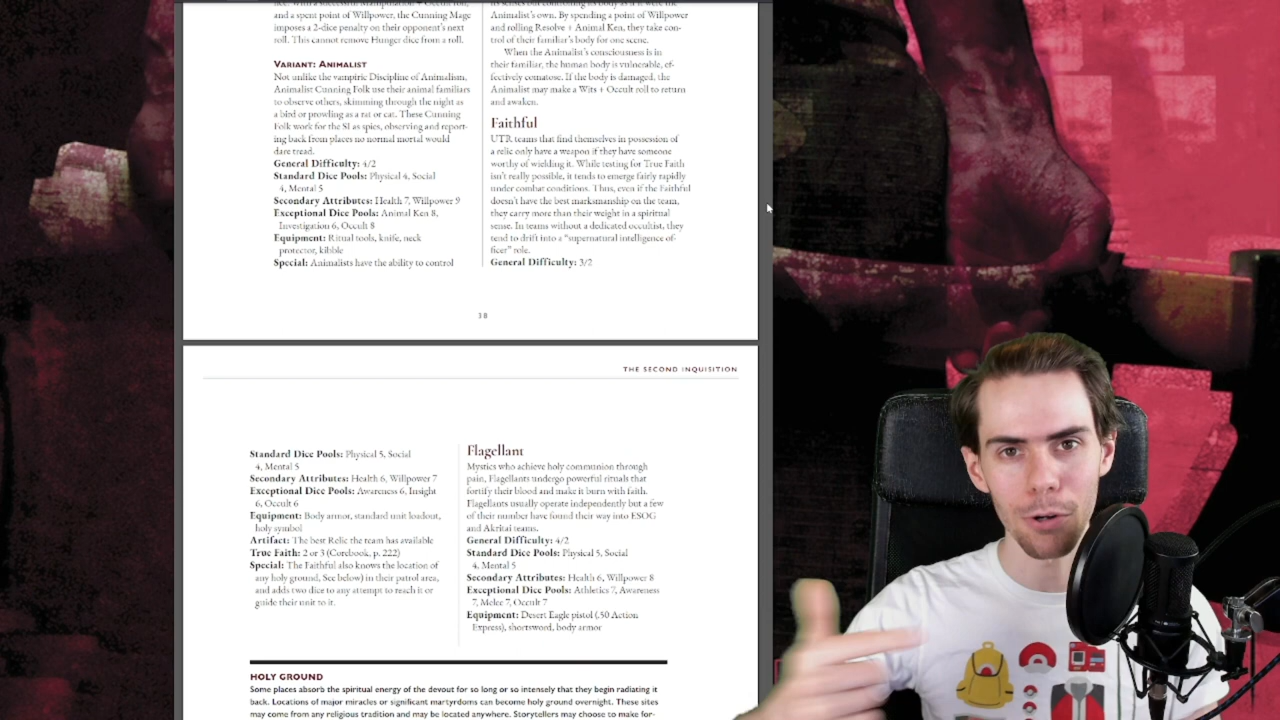 and a spent point of Willpower, the Cunning Mage
imposes a 2-dice penalty on their opponent's next
roll. This cannot remove Hunger dice from a roll.
VARIANT: ANIMALIST
Not unlike the vampiric Discipline of Animalism,
Animalist Cunning Folk use their animal familiars
to observe others, skimming through the night as
a bird or prowling as a rat or cat. These Cunning
Folk work for the SI as spies, observing and report-
ing back from places no normal mortal would
dare tread.
General Difficulty: 4/2
Standard Dice Pools: Physical 4, Social
4, Mental 5
Secondary Attributes: Health 7, Willpower 9
Exceptional Dice Pools: Animal Ken 8,
Investigation 6, Occult 8
Equipment: Ritual tools, knife, neck
protector, kibble
Special: Animalists have the ability to control
Animalist's own. By spending a point of Willpower
and rolling Resolve + Animal Ken, they take con-
trol of their familiar's body for one scene.
When the Animalist's consciousness is in
their familiar, the human body is vulnerable, ef-
fectively comatose. If the body is damaged, the
Animalist may make a Wits + Occult roll to return
and awaken.
Faithful
UTR teams that find themselves in possession of
a relic only have a weapon if they have someone
worthy of wielding it. While testing for True Faith
isn't really possible, it tends to emerge fairly rapidly
under combat conditions. Thus, even if the Faithful
doesn't have the best marksmanship on the team,
they carry more than their weight in a spiritual
sense. In teams without a dedicated occultist, they
tend to drift into a "supernatural intelligence of-
ficer" role.
General Difficulty: 3/2
38
THE SECOND INQUISITION
Standard Dice Pools: Physical 5, Social
4, Mental 5
Secondary Attributes: Health 6, Willpower 7
Exceptional Dice Pools: Awareness 6, Insight
6, Occult 6
Equipment: Body armor, standard unit loadout,
holy symbol
Artifact: The best Relic the team has available
True Faith: 2 or 3 (Corebook, p. 222)
Special: The Faithful also knows the location of
any holy ground, See below) in their patrol area,
and adds two dice to any attempt to reach it or
guide their unit to it.
Flagellant
Mystics who achieve holy communion through
pain, Flagellants undergo powerful rituals that
fortify their blood and make it burn with faith.
Flagellants usually operate independently but a few
of their number have found their way into ESOG
and Akritai teams.
General Difficulty: 4/2
Standard Dice Pools: Physical 5, Social
4, Mental 5
Secondary Attributes: Health 6, Willpower 8
Exceptional Dice Pools: Athletics 7, Awareness
7, Melee 7, Occult 7
Equipment: Desert Eagle pistol (.50 Action
Express), shortsword, body armor
HOLY GROUND
Some places absorb the spiritual energy of the devout for so long or so intensely that they begin radiating it
back. Locations of major miracles or significant martyrdoms can become holy ground overnight. These sites
may come from any religious tradition and may be located anywhere. Storytellers may choose to make for-